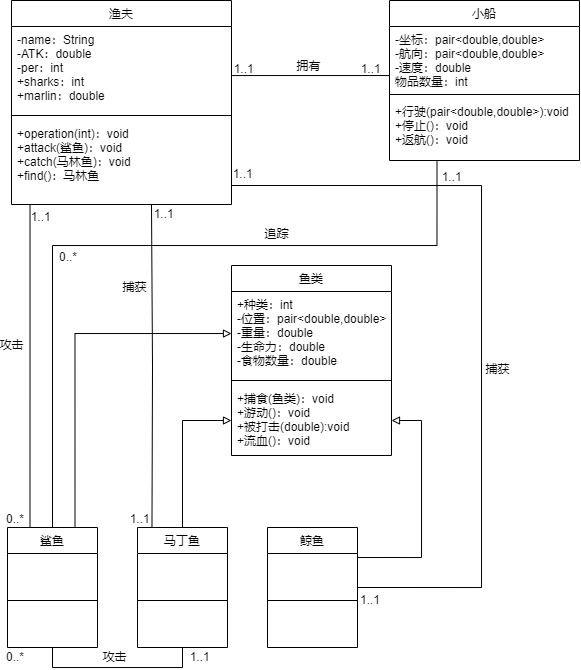 渔夫
-name：String
-ATK：double
-per：int
+sharks：int
+marlin：double
+operation(int)：void
+attack(鲨鱼)：void
+catch(马林鱼)：void
+find()：马林鱼
小船
-坐标：pair<double,double>
-航向：pair<double,double>
-速度：double
物品数量：int
+行驶(pair<double,double>):void
+停止()：void
+返航()：void
1..1
拥有
1..1
1..1
1..1
1..1
1..1
追踪
0..*
捕获
攻击
鱼类
+种类：int
-位置：pair<double,double>
-重量：double
-生命力：double
-食物数量：double
+捕食(鱼类)：void
+游动()：void
+被打击(double):void
+流血()：void
捕获
0..*
1..1
鲨鱼
马丁鱼
鲸鱼
1..1
0..*
攻击
1..1